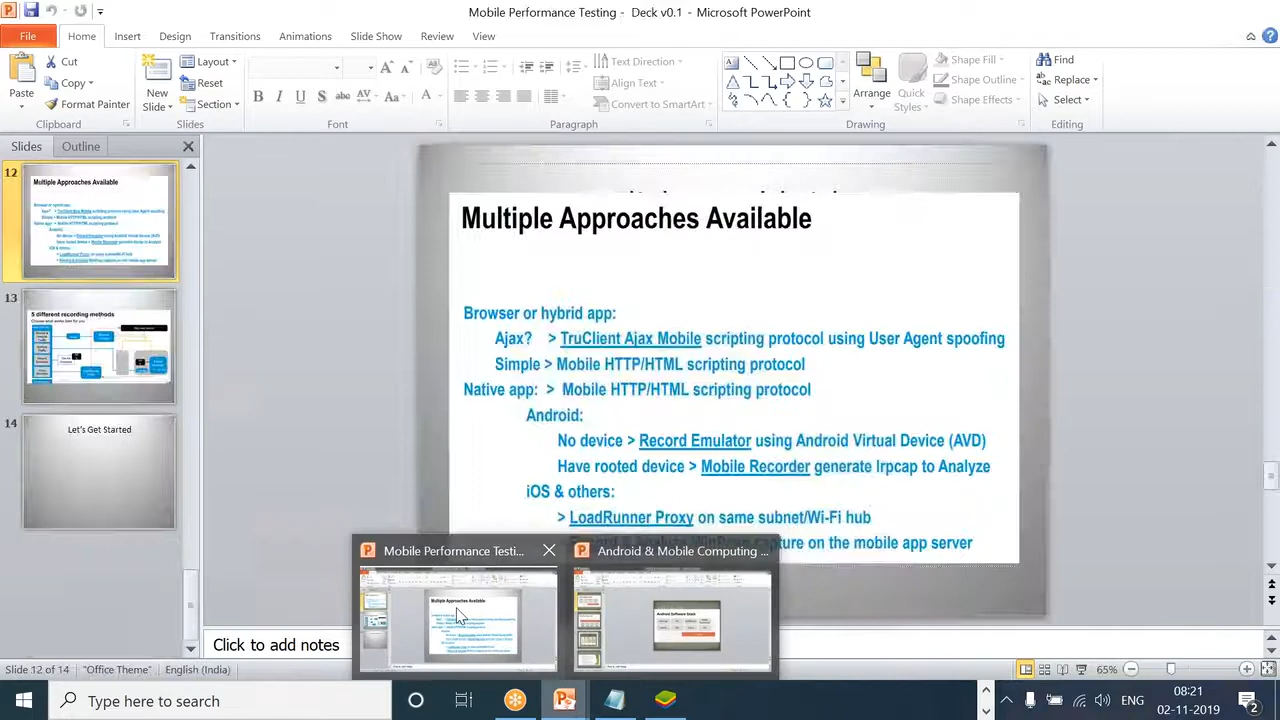 Mobile Performance Testing - Deck v0.1 - Microsoft PowerPoint
File Home Insert Design Transitions Animations Slide Show Review View
Paste
Cut
Copy
Format Painter
Clipboard
New
Slide
Layout
Reset
Section
Slides
Font
Text Direction
Align Text
Convert to SmartArt
Paragraph
Arrange
Quick
Styles
Shape Fill
Shape Outline
Shape Effects
Drawing
Find
Replace
Select
Editing
Slides Outline
12
Multiple Approaches Available
13
5 different recording methods
14
Let's Get Started
Multiple Approaches Available
Browser or hybrid app:
Ajax? > TruClient Ajax Mobile scripting protocol using User Agent spoofing
Simple > Mobile HTTP/HTML scripting protocol
Native app: > Mobile HTTP/HTML scripting protocol
Android:
No device > Record Emulator using Android Virtual Device (AVD)
Have rooted device > Mobile Recorder generate lrpcap to Analyze
iOS & others:
> LoadRunner Proxy on same subnet/Wi-Fi hub
capture on the mobile app server
Mobile Performance Testi...
Android & Mobile Computing ...
Multiple Approaches Available
Android Software Stack
Click to add notes
of 14 "Office Theme" English (India)
Type here to search
ENG
08:21
02-11-2019
2